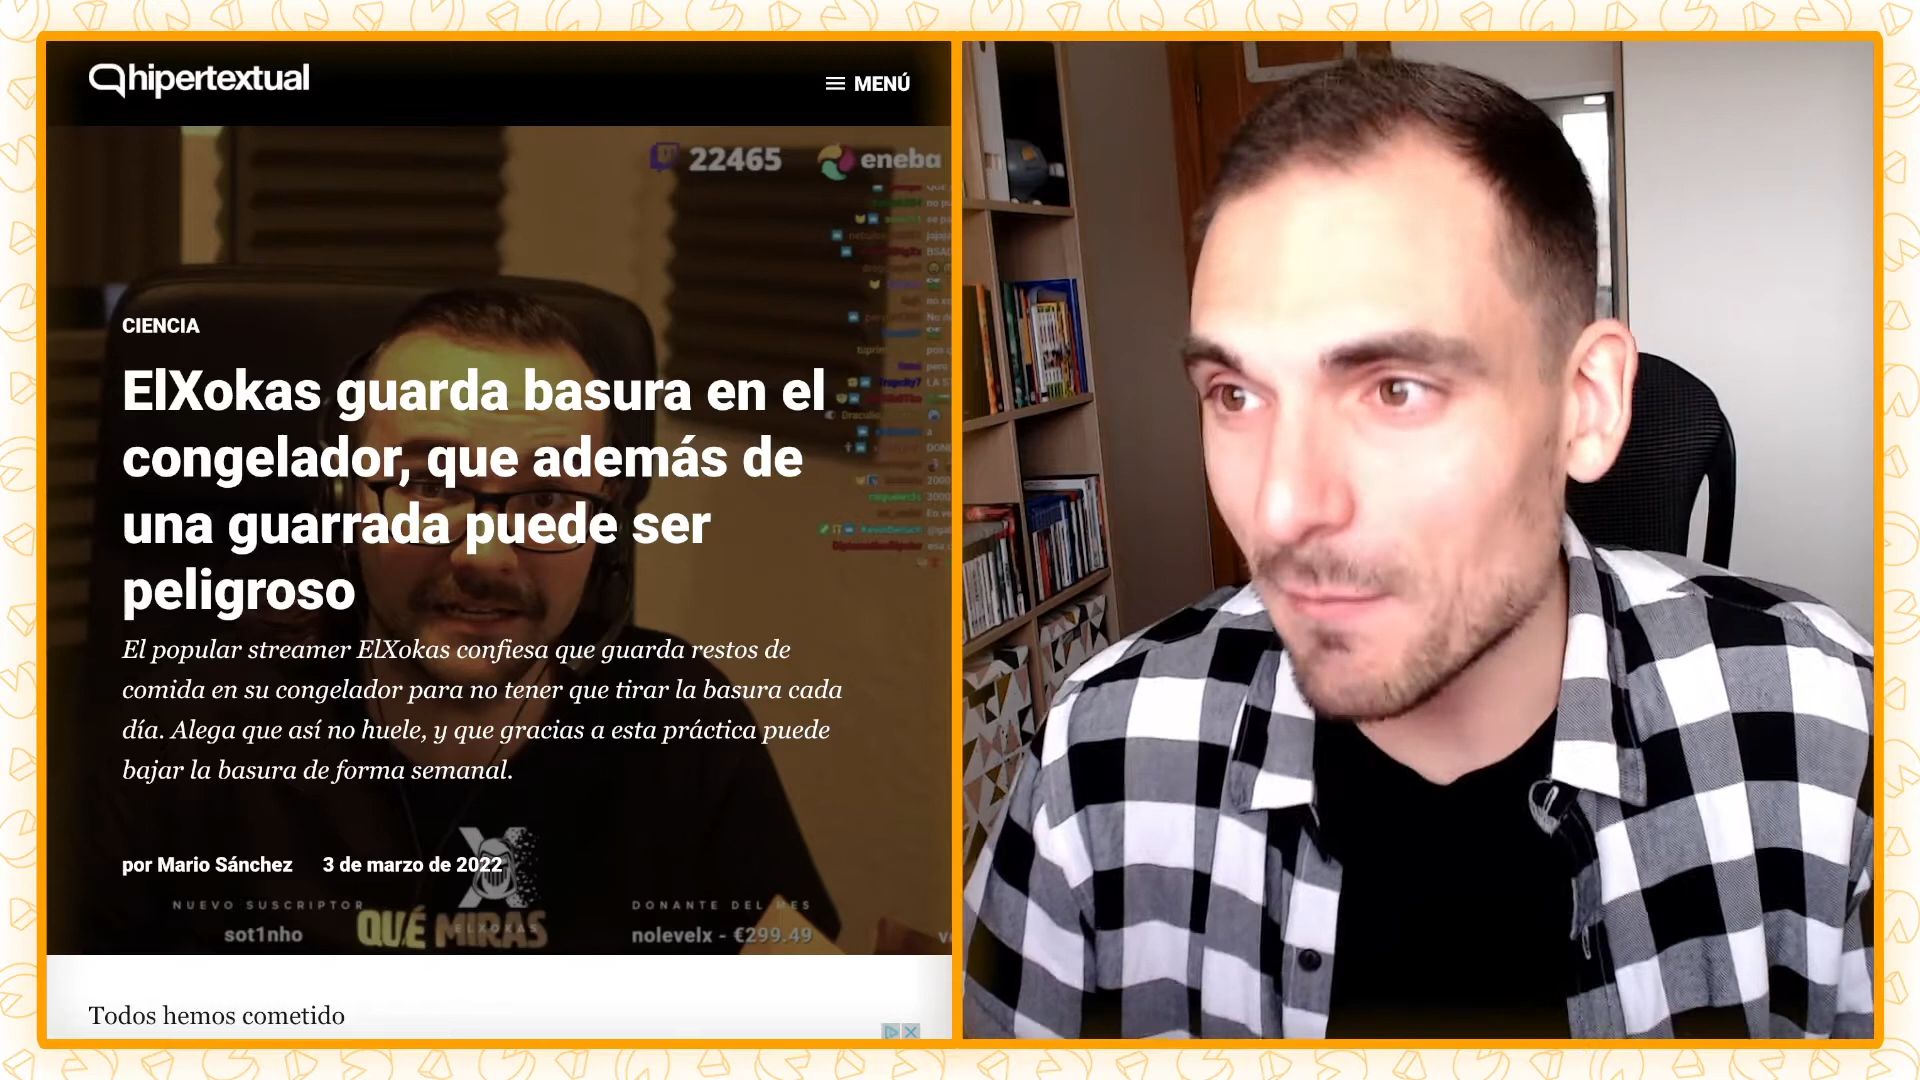 hipertextual
MENÚ
22465
eneba
CIENCIA
ElXokas guarda basura en el
congelador, que además de
una guarrada puede ser
peligroso
El popular streamer ElXokas confiesa que guarda restos de
comida en su congelador para no tener que tirar la basura cada
día. Alega que así no huele, y que gracias a esta práctica puede
bajar la basura de forma semanal.
por Mario Sánchez
3 de marzo de 2022
NUEVO SUSCRIPTOR
sot1nho
QUÉ MIRAS
ELXOKAS
DONANTE DEL MES
nolevelx - €299.49
Todos hemos cometido